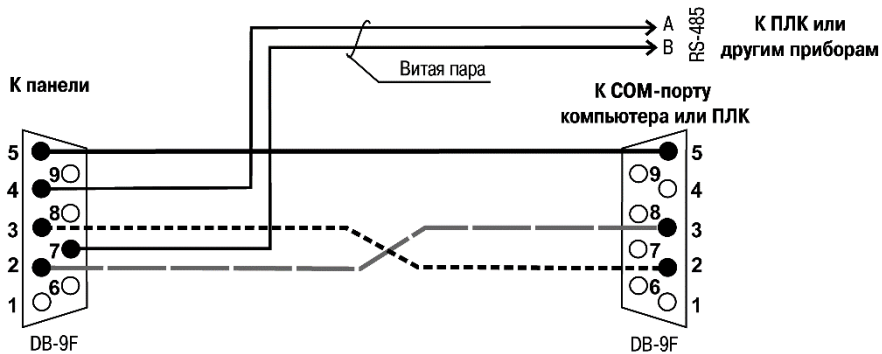 A
B
RS-485
К ПЛК или
другим приборам
Витая пара
К панели
К COM-порту
компьютера или ПЛК
5
9
4
8
3
7
2
6
1
DB-9F
5
9
4
8
3
7
2
6
1
DB-9F